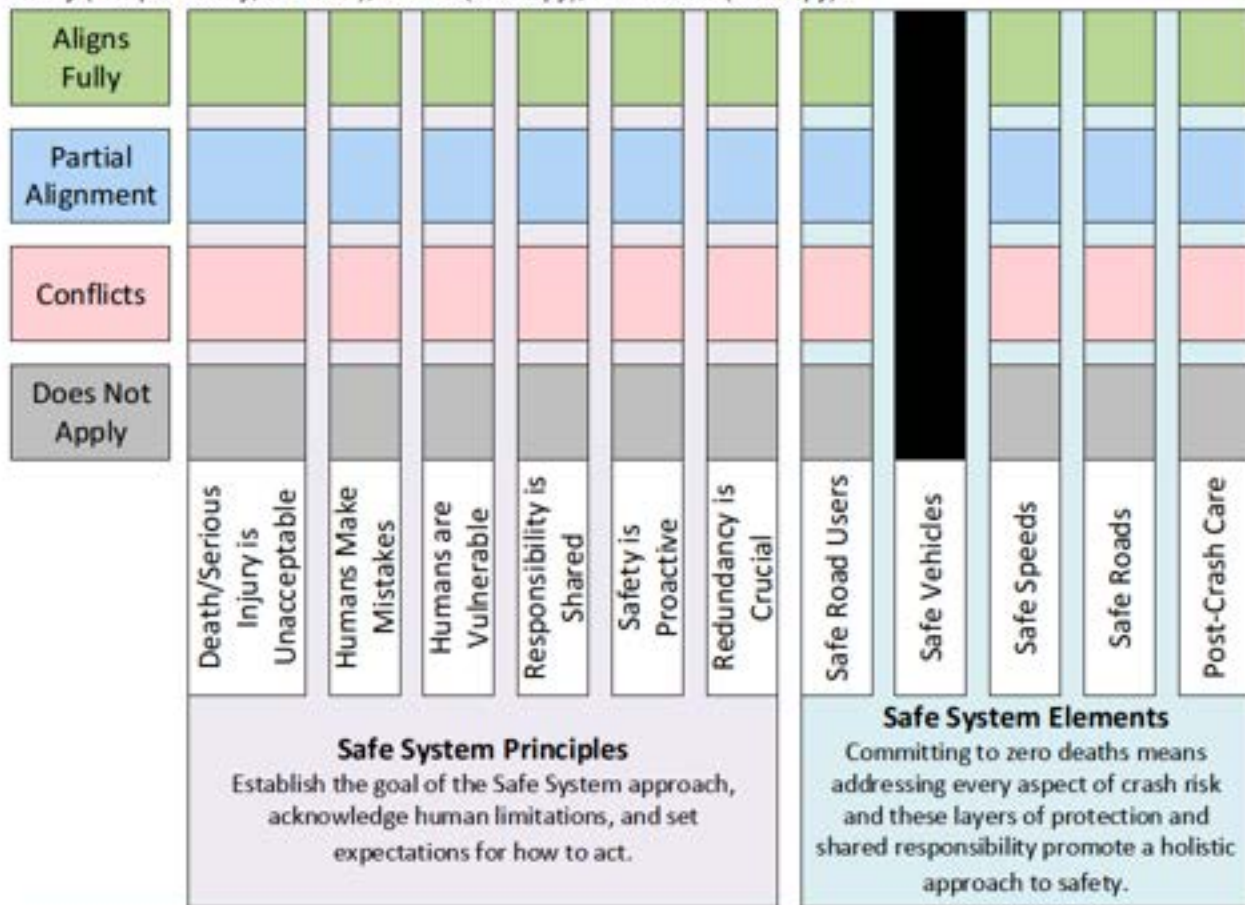 Aligns
Fully
Partial
Alignment
Conflicts
Does Not
Apply
Death/Serious
Injury is
Unacceptable
Humans Make
Mistakes
Humans are
Vulnerable
Responsibility is
Shared
Safety is
Proactive
Redundancy is
Crucial
Safe Road Users
Safe Vehicles
Safe Speeds
Safe Roads
Post-Crash Care
Safe System Principles
Establish the goal of the Safe System approach,
acknowledge human limitations, and set
expectations for how to act.
Safe System Elements
Committing to zero deaths means
addressing every aspect of crash risk
and these layers of protection and
shared responsibility promote a holistic
approach to safety.